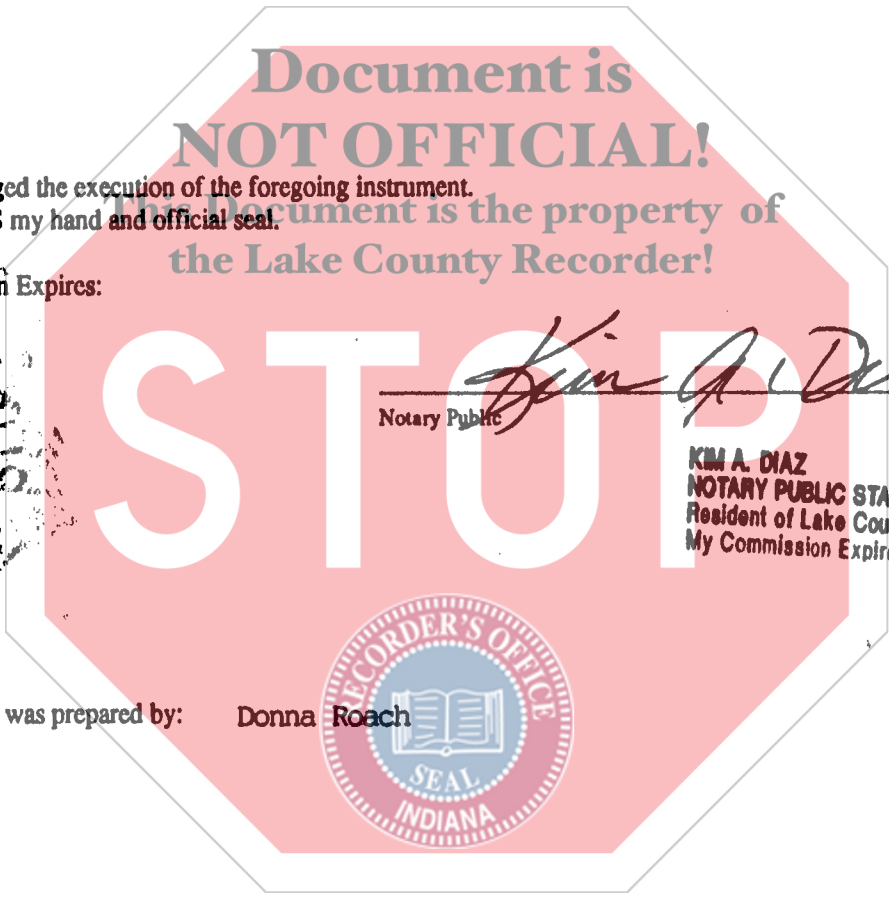 Document is
NOT OFFICIAL!
ged the execution of the foregoing instrument.
This Document is the property of
my hand and official seal.
the Lake County Recorder!
n Expires:
STOP
Kim A. D
Notary Public
KIM A. DIAZ
NOTARY PUBLIC STA
Resident of Lake Cou
My Commission Expir
RECORDER'S OFFICE
was prepared by: Donna Roach
SEAL
INDIANA